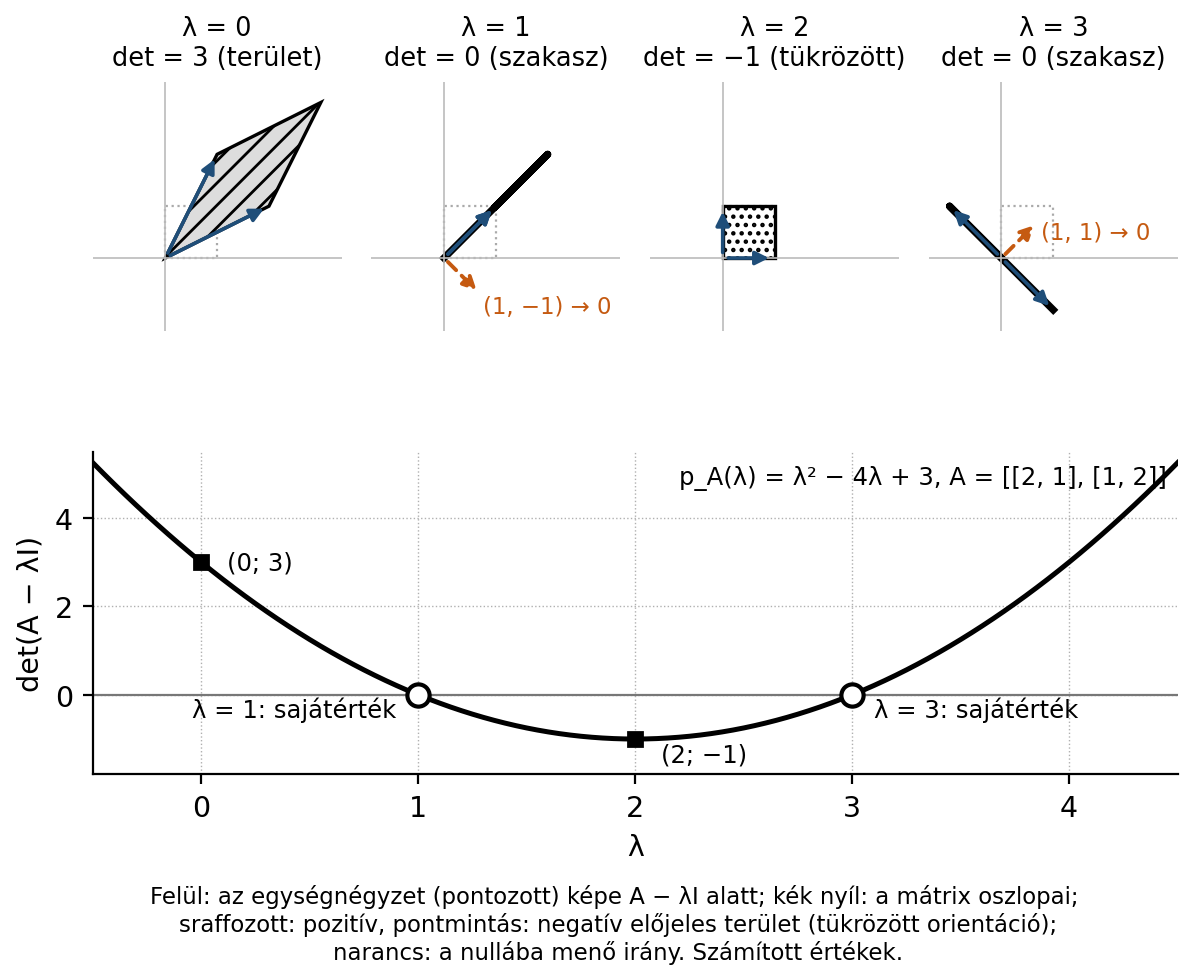 λ = 0
det = 3 (terület)
λ = 1
det = 0 (szakasz)
λ = 2
det = −1 (tükrözött)
λ = 3
det = 0 (szakasz)
(1, −1) → 0
(1, 1) → 0
p_A(λ) = λ² − 4λ + 3, A = [[2, 1], [1, 2]]
det(A − λI)
4
2
0
(0; 3)
λ = 1: sajátérték
λ = 3: sajátérték
(2; −1)
0 1 2 3 4
λ
Felül: az egységnégyzet (pontozott) képe A − λI alatt; kék nyíl: a mátrix oszlopai;
sraffozott: pozitív, pontmintás: negatív előjeles terület (tükrözött orientáció);
narancs: a nullába menő irány. Számított értékek.